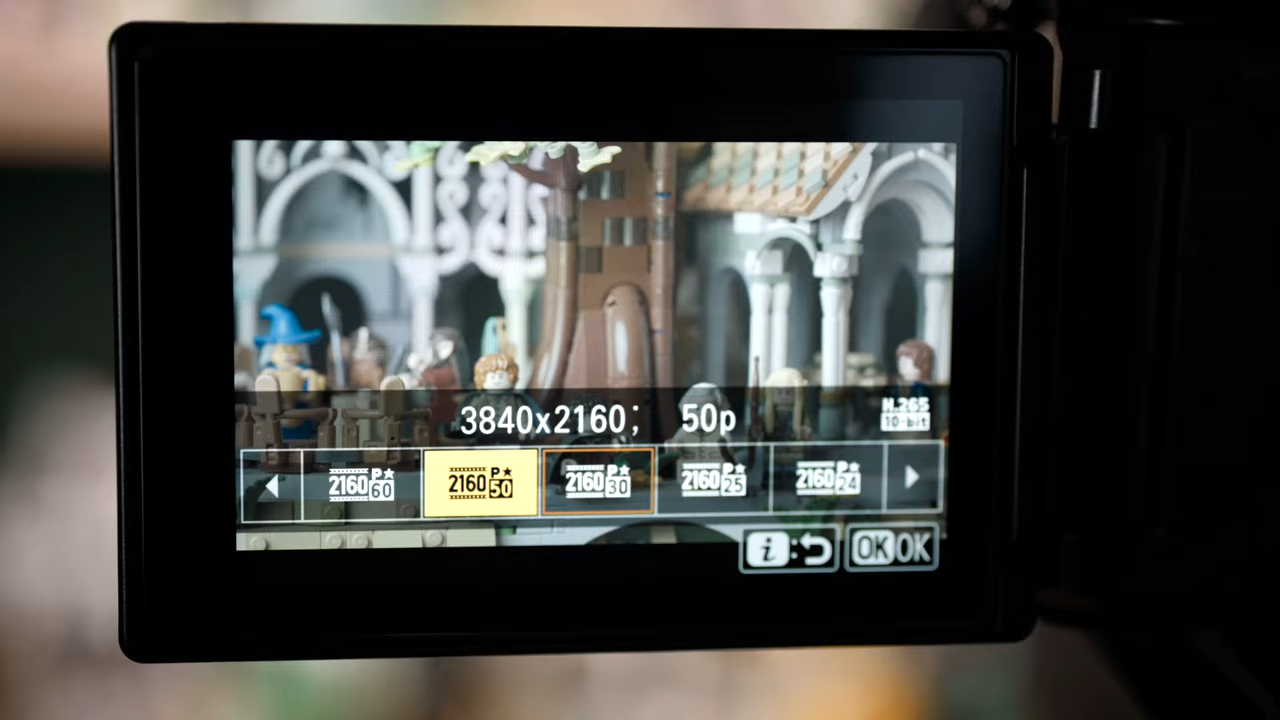 3840x2160; 50p
H.265
10-bit
2160 P★ 60
2160 P★ 50
2160 P★ 30
2160 P★ 25
2160 P★ 24
i:
OK OK